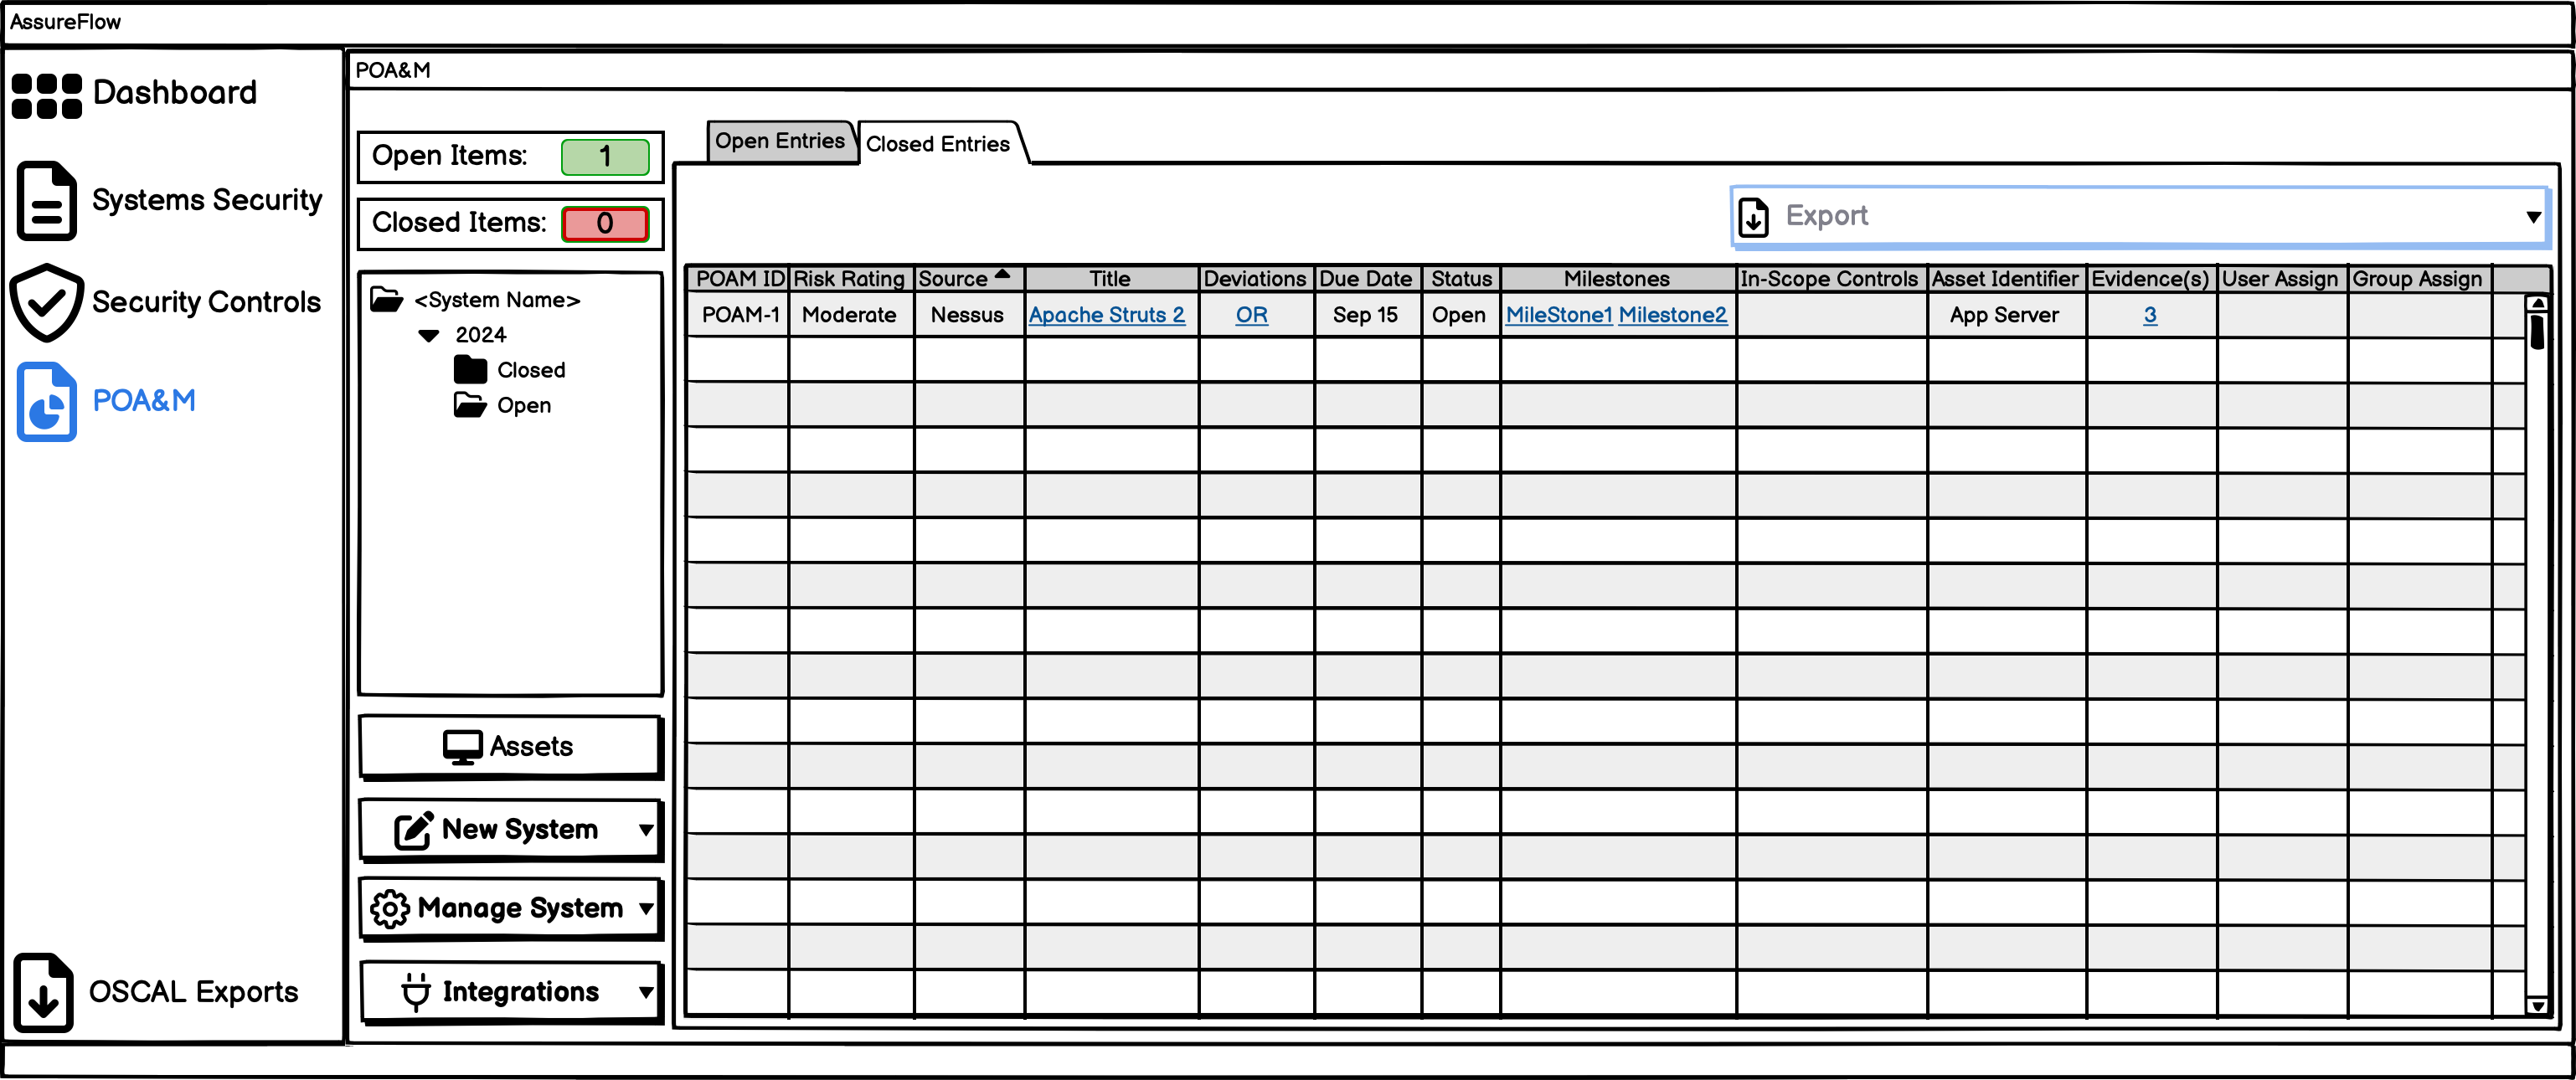 AssureFlow
Dashboard
Systems Security
Security Controls
POA&M
OSCAL Exports
POA&M
Open Items: 1
Closed Items: 0
<System Name>
2024
Closed
Open
Assets
New System
Manage System
Integrations
Open Entries Closed Entries
Export
POAM ID Risk Rating Source Title Deviations Due Date Status Milestones In-Scope Controls Asset Identifier Evidence(s) User Assign Group Assign
POAM-1 Moderate Nessus Apache Struts 2 OR Sep 15 Open MileStone1 Milestone2 App Server 3